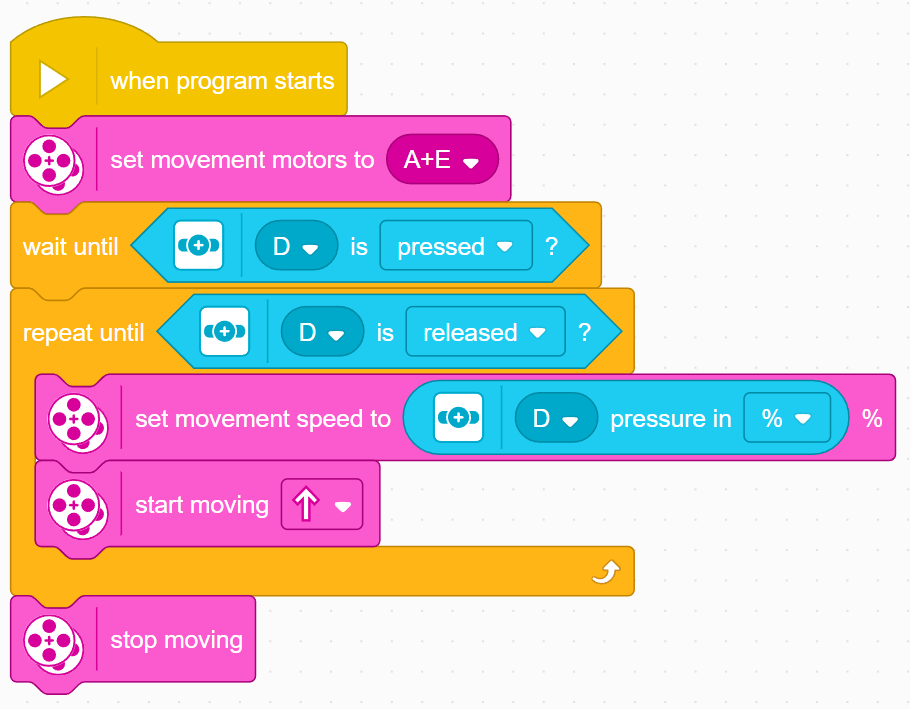 when program starts
set movement motors to A+E
wait until D is pressed ?
repeat until D is released ?
set movement speed to D pressure in % %
start moving
stop moving